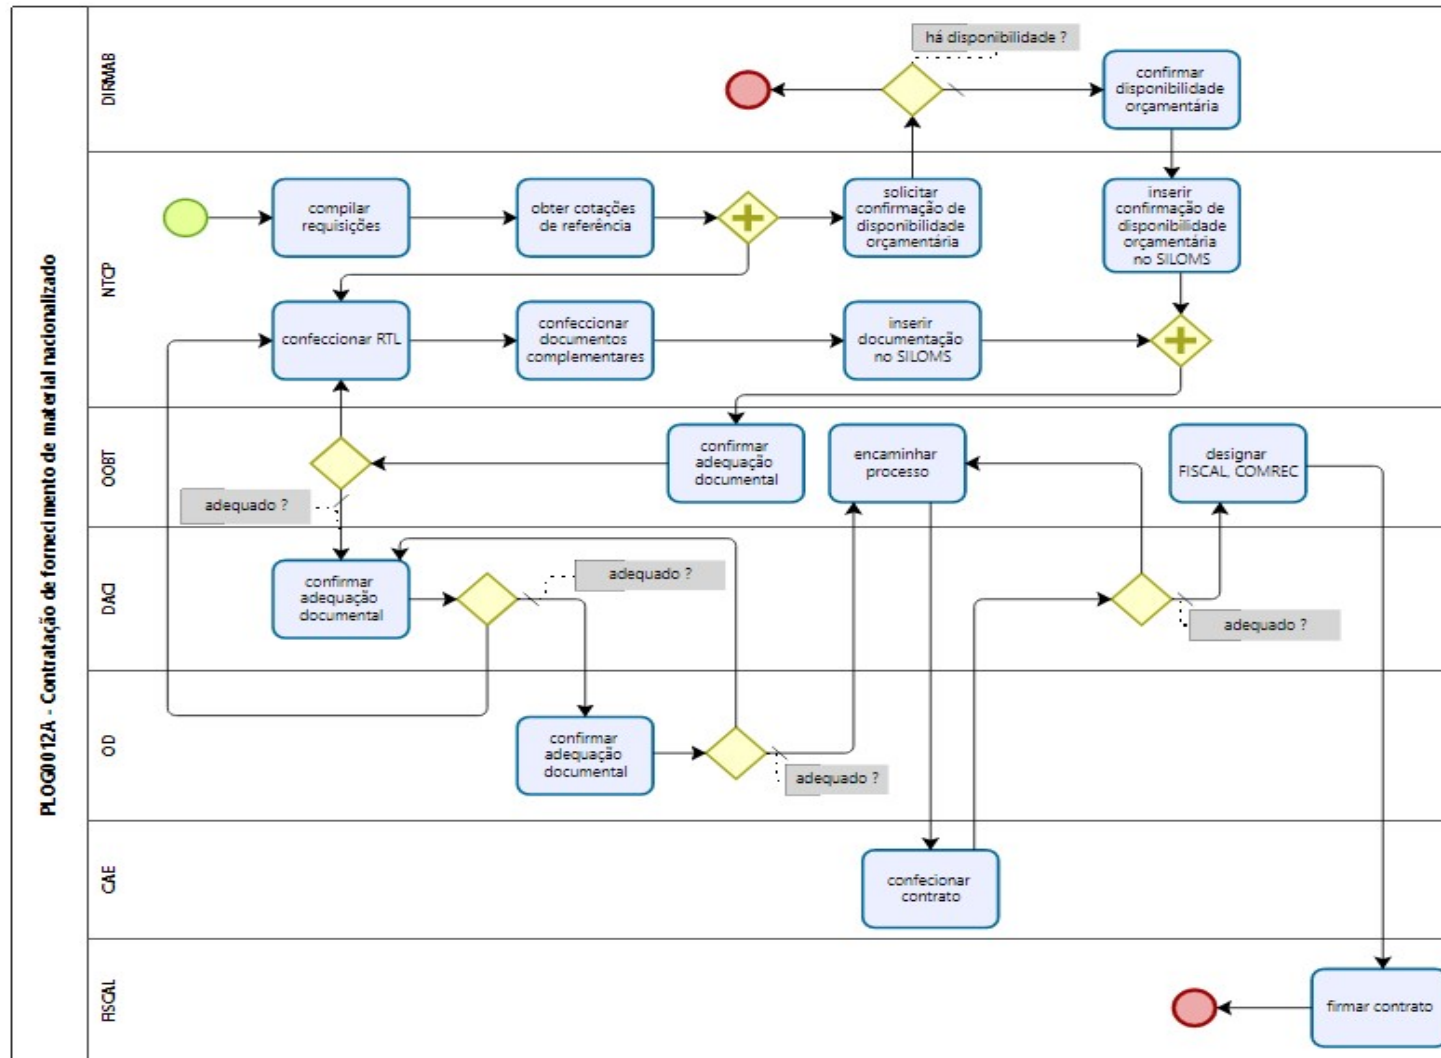 PLOG0012A - Contratação de fornecimento de material nacionalizado
DIRMAB
há disponibilidade ?
confirmar
disponibilidade
orçamentária
NTCP
compilar
requisições
obter cotações
de referência
solicitar
confirmação de
disponibilidade
orçamentária
inserir
confirmação de
disponibilidade
orçamentária
no SILOMS
confeccionar RTL
confeccionar
documentos
complementares
inserir
documentação
no SILOMS
OOBT
confirmar
adequação
documental
encaminhar
processo
designar
FISCAL, COMREC
adequado ?
DACI
confirmar
adequação
documental
adequado ?
adequado ?
OD
confirmar
adequação
documental
adequado ?
CAE
confecionar
contrato
FISCAL
firmar contrato